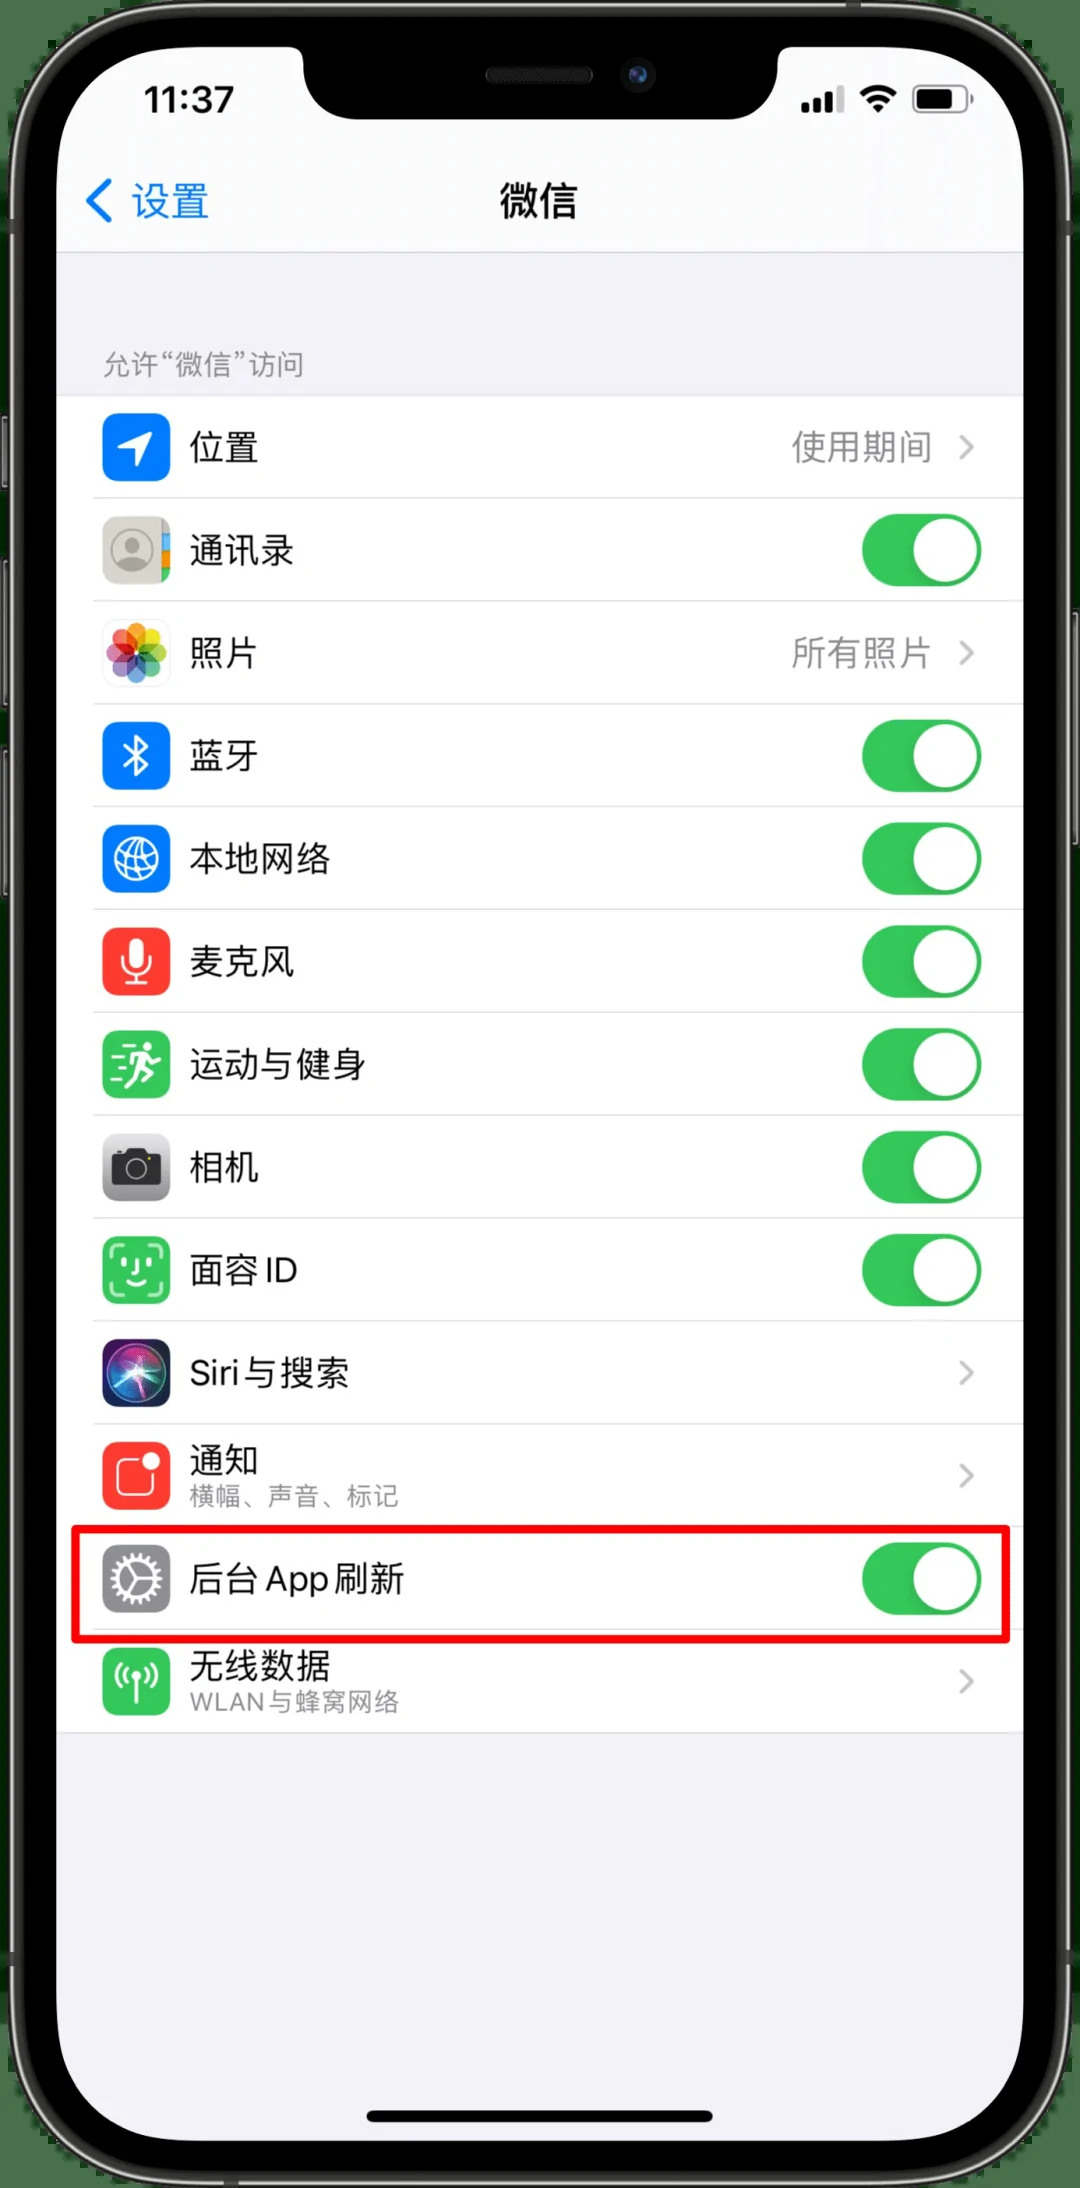 11:37
设置
微信
允许“微信”访问
位置
使用期间
通讯录
照片
所有照片
蓝牙
本地网络
麦克风
运动与健身
相机
面容 ID
Siri与搜索
通知
横幅、声音、标记
后台 App 刷新
无线数据
WLAN与蜂窝网络